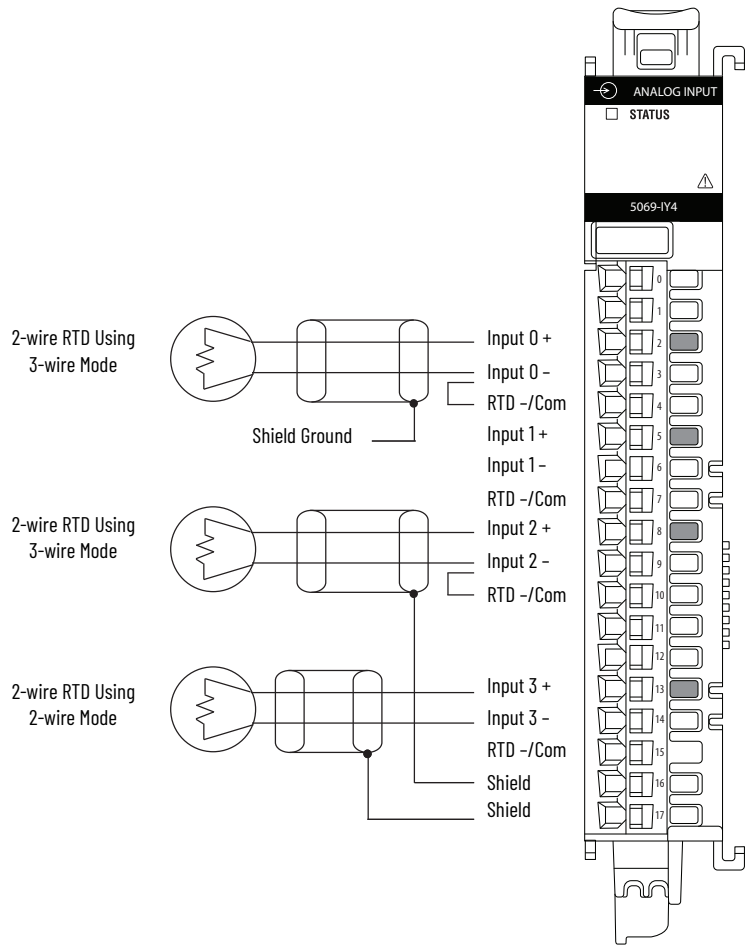 ANALOG INPUT
STATUS
5069-IY4
0
1
2
3
4
5
6
7
8
9
10
11
12
13
14
15
16
17
2-wire RTD Using
3-wire Mode
Input 0 +
Input 0 –
RTD –/Com
Shield Ground
Input 1 +
Input 1 –
RTD –/Com
2-wire RTD Using
3-wire Mode
Input 2 +
Input 2 –
RTD –/Com
2-wire RTD Using
2-wire Mode
Input 3 +
Input 3 –
RTD –/Com
Shield
Shield